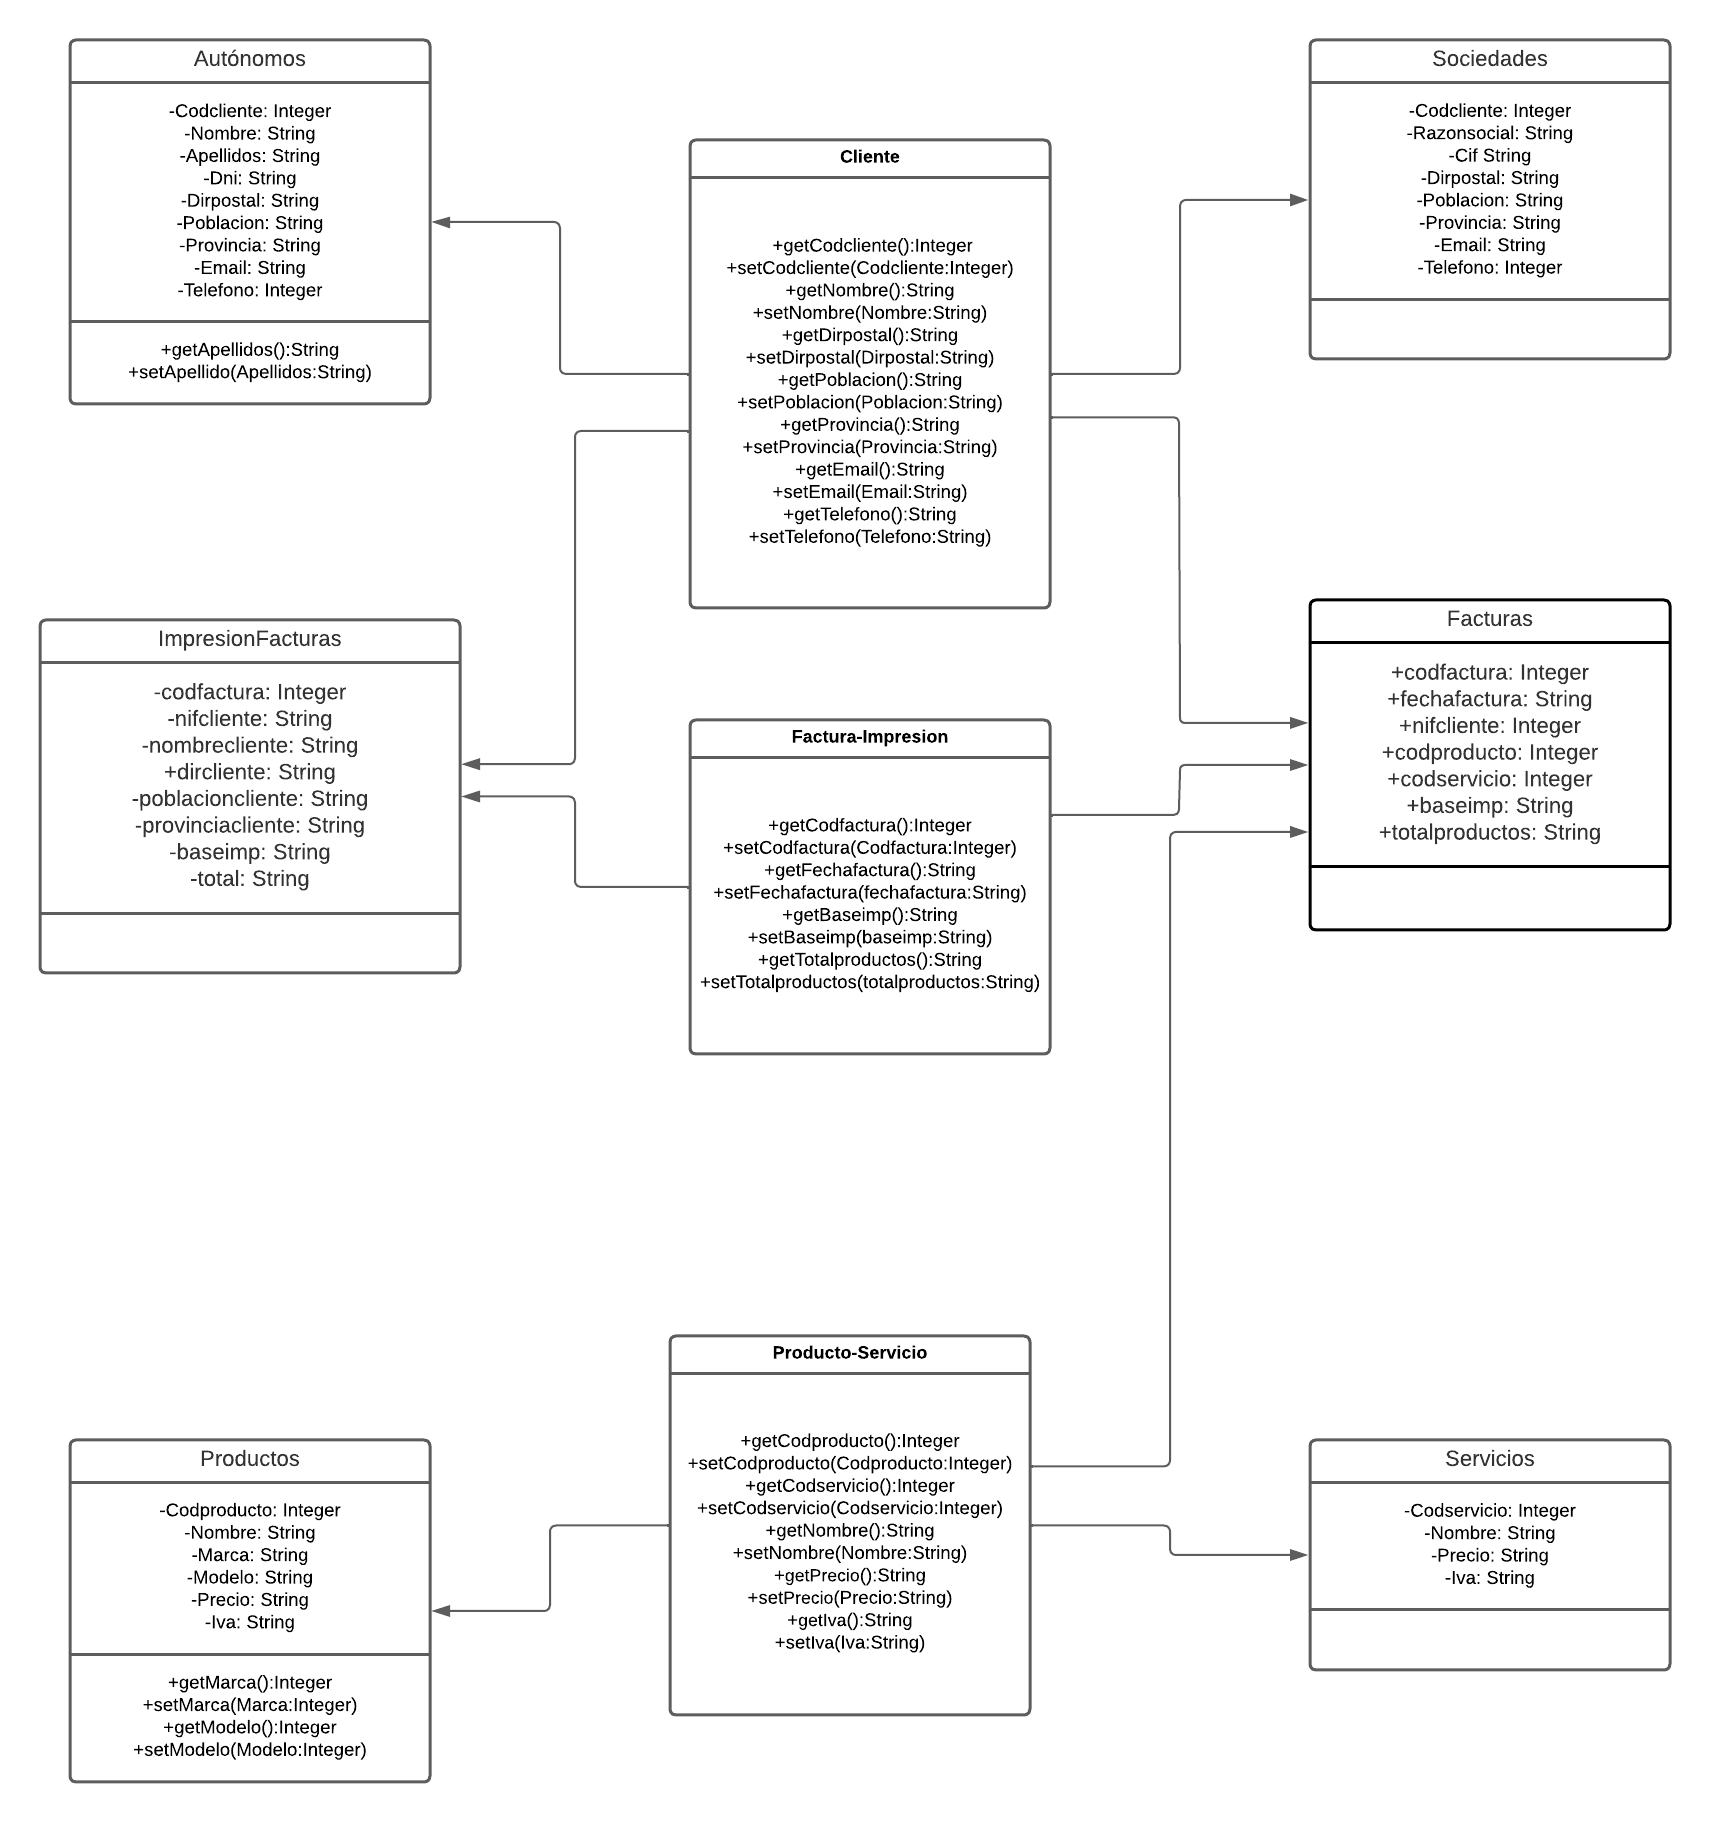 Autónomos
-Codcliente: Integer
-Nombre: String
-Apellidos: String
-Dni: String
-Dirpostal: String
-Poblacion: String
-Provincia: String
-Email: String
-Telefono: Integer
+getApellidos():String
+setApellido(Apellidos:String)
Cliente
+getCodcliente():Integer
+setCodcliente(Codcliente:Integer)
+getNombre():String
+setNombre(Nombre:String)
+getDirpostal():String
+setDirpostal(Dirpostal:String)
+getPoblacion():String
+setPoblacion(Poblacion:String)
+getProvincia():String
+setProvincia(Provincia:String)
+getEmail():String
+setEmail(Email:String)
+getTelefono():String
+setTelefono(Telefono:String)
Sociedades
-Codcliente: Integer
-Razonsocial: String
-Cif String
-Dirpostal: String
-Poblacion: String
-Provincia: String
-Email: String
-Telefono: Integer
ImpresionFacturas
-codfactura: Integer
-nifcliente: String
-nombrecliente: String
+dircliente: String
-poblacioncliente: String
-provinciacliente: String
-baseimp: String
-total: String
Factura-Impresion
+getCodfactura():Integer
+setCodfactura(Codfactura:Integer)
+getFechafactura():String
+setFechafactura(fechafactura:String)
+getBaseimp():String
+setBaseimp(baseimp:String)
+getTotalproductos():String
+setTotalproductos(totalproductos:String)
Facturas
+codfactura: Integer
+fechafactura: String
+nifcliente: Integer
+codproducto: Integer
+codservicio: Integer
+baseimp: String
+totalproductos: String
Productos
-Codproducto: Integer
-Nombre: String
-Marca: String
-Modelo: String
-Precio: String
-Iva: String
+getMarca():Integer
+setMarca(Marca:Integer)
+getModelo():Integer
+setModelo(Modelo:Integer)
Producto-Servicio
+getCodproducto():Integer
+setCodproducto(Codproducto:Integer)
+getCodservicio():Integer
+setCodservicio(Codservicio:Integer)
+getNombre():String
+setNombre(Nombre:String)
+getPrecio():String
+setPrecio(Precio:String)
+getIva():String
+setIva(Iva:String)
Servicios
-Codservicio: Integer
-Nombre: String
-Precio: String
-Iva: String